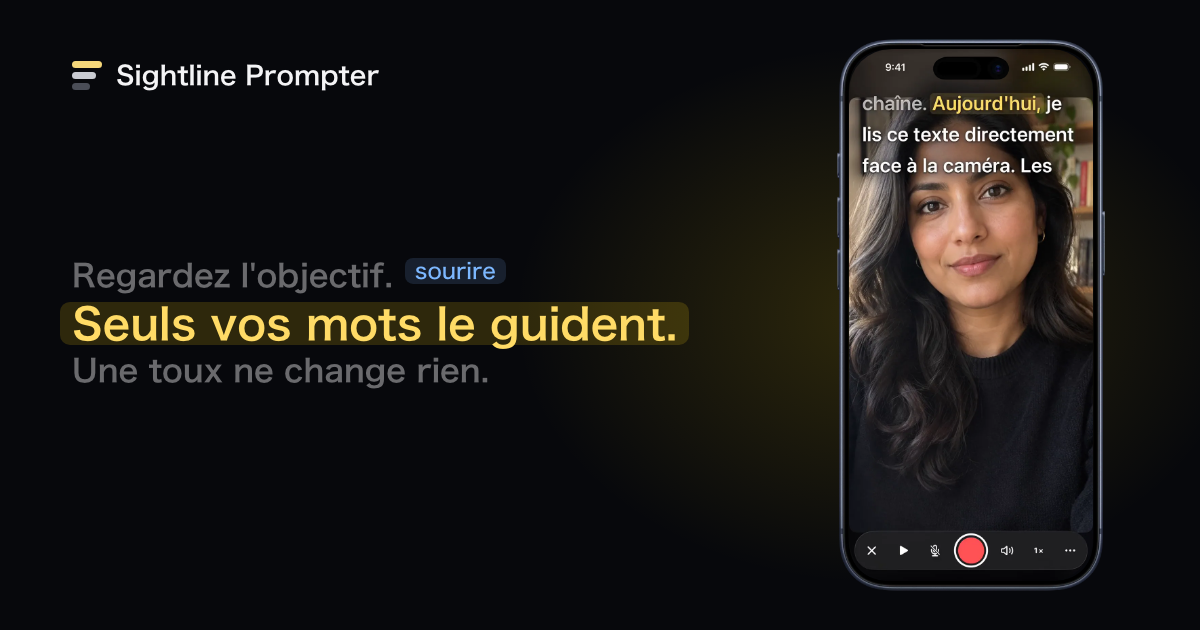 Sightline Prompter
Regardez l'objectif. sourire
Seuls vos mots le guident.
Une toux ne change rien.
9:41
chaîne. Aujourd'hui, je
lis ce texte directement
face à la caméra. Les
1×